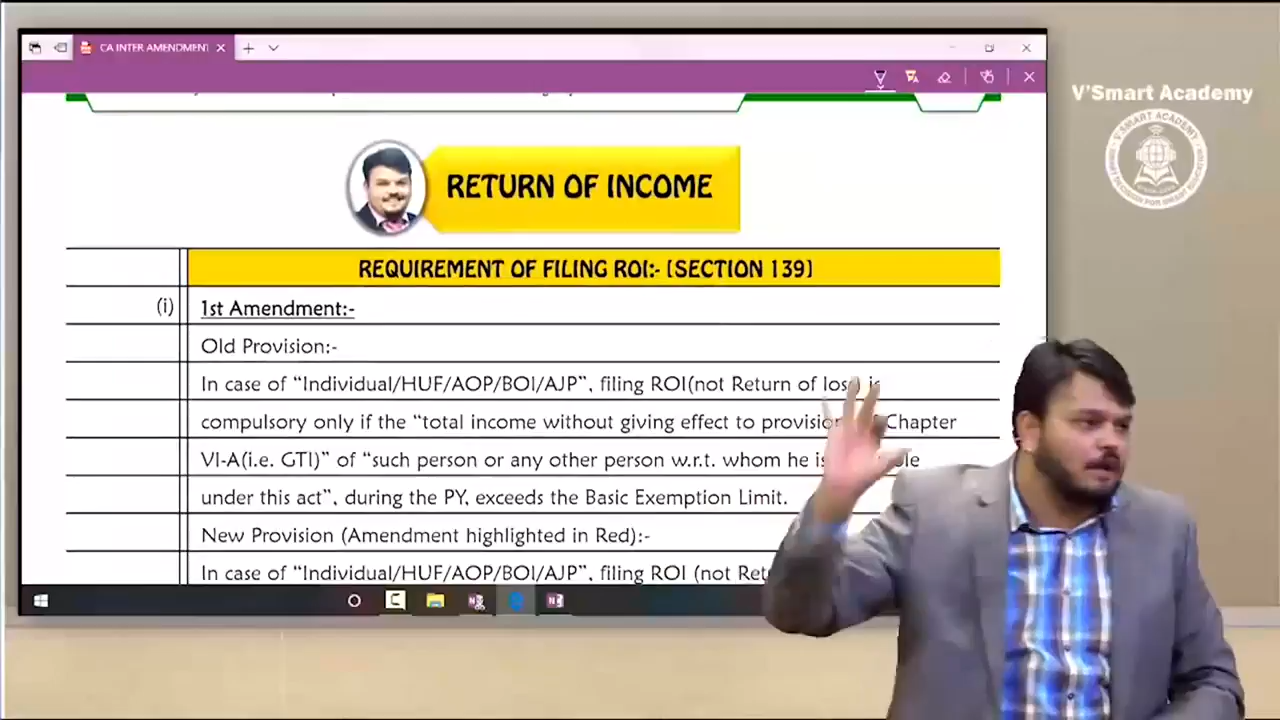 CA INTER AMENDMENT
V'Smart Academy
RETURN OF INCOME
REQUIREMENT OF FILING ROI:- [SECTION 139]
(i) 1st Amendment:-
Old Provision:-
In case of "Individual/HUF/AOP/BOI/AJP", filing ROI(not Return of loss) is
compulsory only if the "total income without giving effect to provision Chapter
VI-A(i.e. GTI)" of "such person or any other person w.r.t. whom he is
under this act", during the PY, exceeds the Basic Exemption Limit.
New Provision (Amendment highlighted in Red):-
In case of "Individual/HUF/AOP/BOI/AJP", filing ROI (not